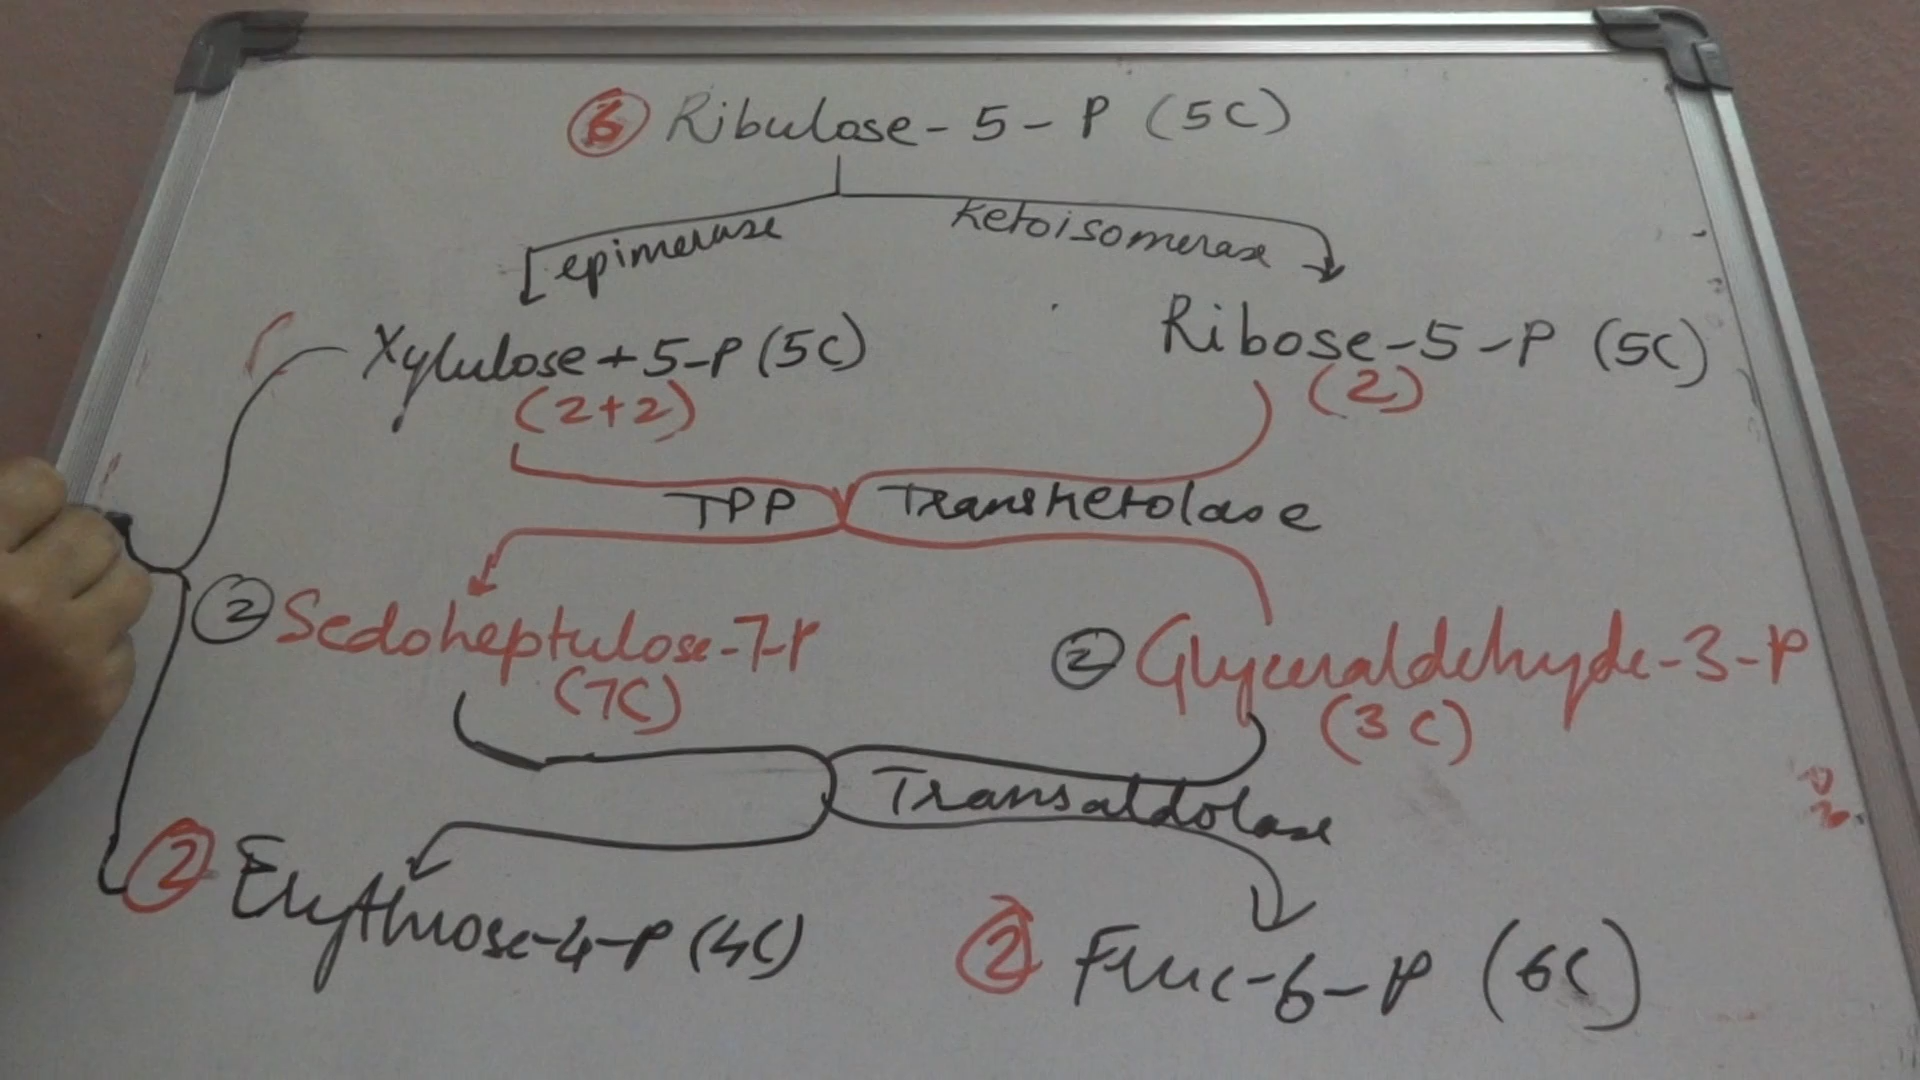 6 Ribulose-5-P (5C)
epimerase ketoisomerase
Xylulose+5-P (5C) Ribose-5-P (5C)
(2+2) (2)
TPP Transketolase
2 Sedoheptulose-7-P 2 Glyceraldehyde-3-P
(7C) (3C)
Transaldolase
2 Erythrose-4-P (4C) 2 Fruc-6-P (6C)